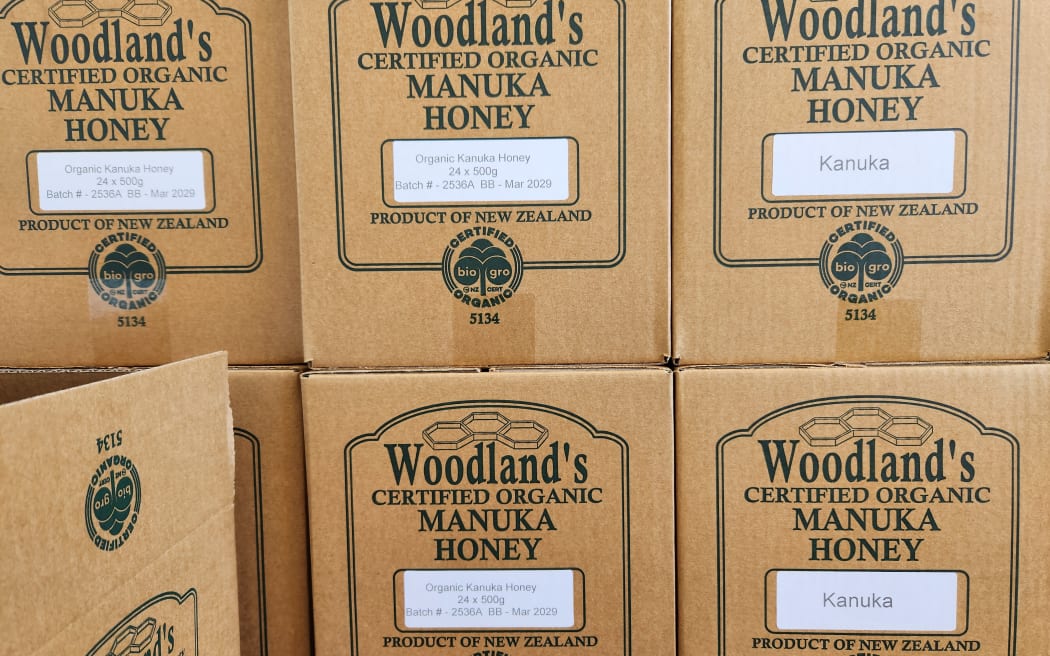 Woodland's
CERTIFIED ORGANIC
MANUKA
HONEY
Organic Kanuka Honey
24 x 500g
Batch # - 2536A BB - Mar 2029
PRODUCT OF NEW ZEALAND
CERTIFIED
bio gro
NZ CERT
ORGANIC
5134
Woodland's
CERTIFIED ORGANIC
MANUKA
HONEY
Organic Kanuka Honey
24 x 500g
Batch # - 2536A BB - Mar 2029
PRODUCT OF NEW ZEALAND
CERTIFIED
bio gro
NZ CERT
ORGANIC
5134
Woodland's
CERTIFIED ORGANIC
MANUKA
HONEY
Kanuka
PRODUCT OF NEW ZEALAND
CERTIFIED
bio gro
NZ CERT
ORGANIC
5134
5134
ORGANIC
bio gro
CERTIFIED
Woodland's
Woodland's
CERTIFIED ORGANIC
MANUKA
HONEY
Organic Kanuka Honey
24 x 500g
Batch # - 2536A BB - Mar 2029
PRODUCT OF NEW ZEALAND
CERTIFIED
Woodland's
CERTIFIED ORGANIC
MANUKA
HONEY
Kanuka
PRODUCT OF NEW ZEALAND